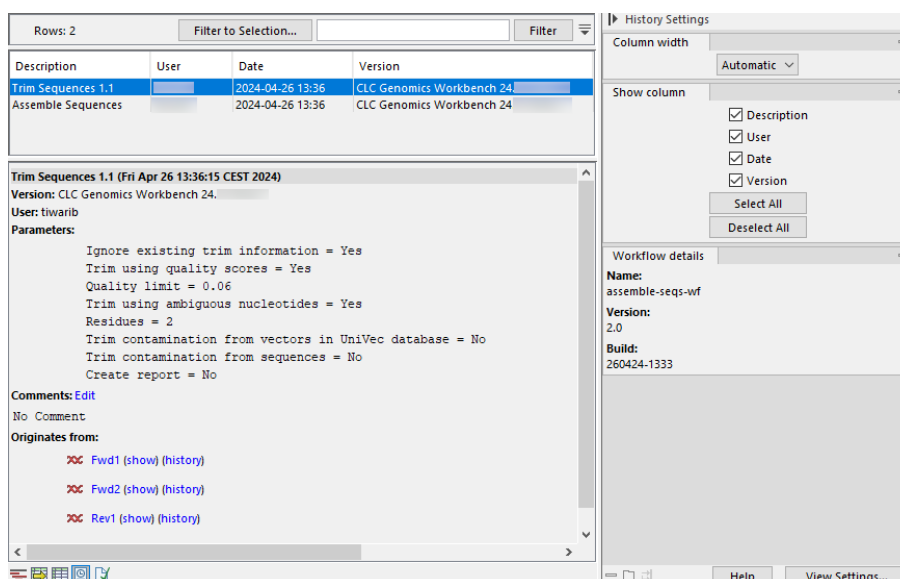 Rows: 2
Filter to Selection...
Filter
Description User Date Version
Trim Sequences 1.1 2024-04-26 13:36 CLC Genomics Workbench 24.
Assemble Sequences 2024-04-26 13:36 CLC Genomics Workbench 24
Trim Sequences 1.1 (Fri Apr 26 13:36:15 CEST 2024)
Version: CLC Genomics Workbench 24.
User: tiwarib
Parameters:
Ignore existing trim information = Yes
Trim using quality scores = Yes
Quality limit = 0.06
Trim using ambiguous nucleotides = Yes
Residues = 2
Trim contamination from vectors in UniVec database = No
Trim contamination from sequences = No
Create report = No
Comments: Edit
No Comment
Originates from:
Fwd1 (show) (history)
Fwd2 (show) (history)
Rev1 (show) (history)
History Settings
Column width
Automatic
Show column
Description
User
Date
Version
Select All
Deselect All
Workflow details
Name:
assemble-seqs-wf
Version:
2.0
Build:
260424-1333
Help
View Settings...